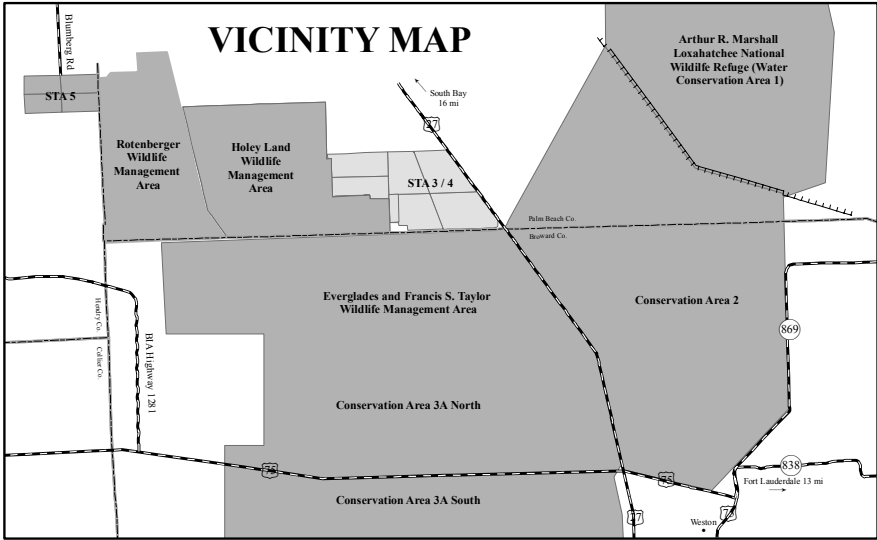 VICINITY MAP
Blumberg Rd
STA 5
Arthur R. Marshall
Loxahatchee National
Wildilfe Refuge (Water
Conservation Area 1)
South Bay
16 mi
27
Rotenberger
Wildlife
Management
Area
Holey Land
Wildlife
Management
Area
STA 3 / 4
Palm Beach Co.
Broward Co.
Everglades and Francis S. Taylor
Wildlife Management Area
Conservation Area 2
Hendry Co.
Collier Co.
BIA Highway 1281
869
Conservation Area 3A North
75
75
838
Fort Lauderdale 13 mi
Conservation Area 3A South
27
75
Weston